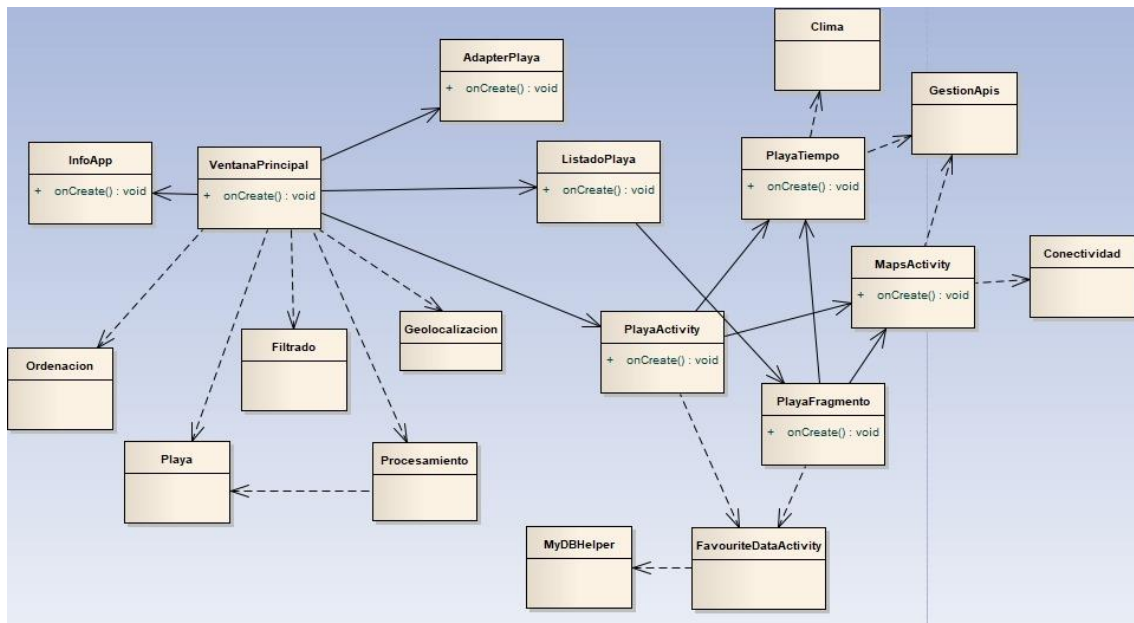 Clima
AdapterPlaya
+ onCreate() : void
GestionApis
InfoApp
+ onCreate() : void
VentanaPrincipal
+ onCreate() : void
ListadoPlaya
+ onCreate() : void
PlayaTiempo
+ onCreate() : void
MapsActivity
+ onCreate() : void
Conectividad
Geolocalizacion
PlayaActivity
+ onCreate() : void
Filtrado
Ordenacion
PlayaFragmento
+ onCreate() : void
Playa
Procesamiento
MyDBHelper
FavouriteDataActivity